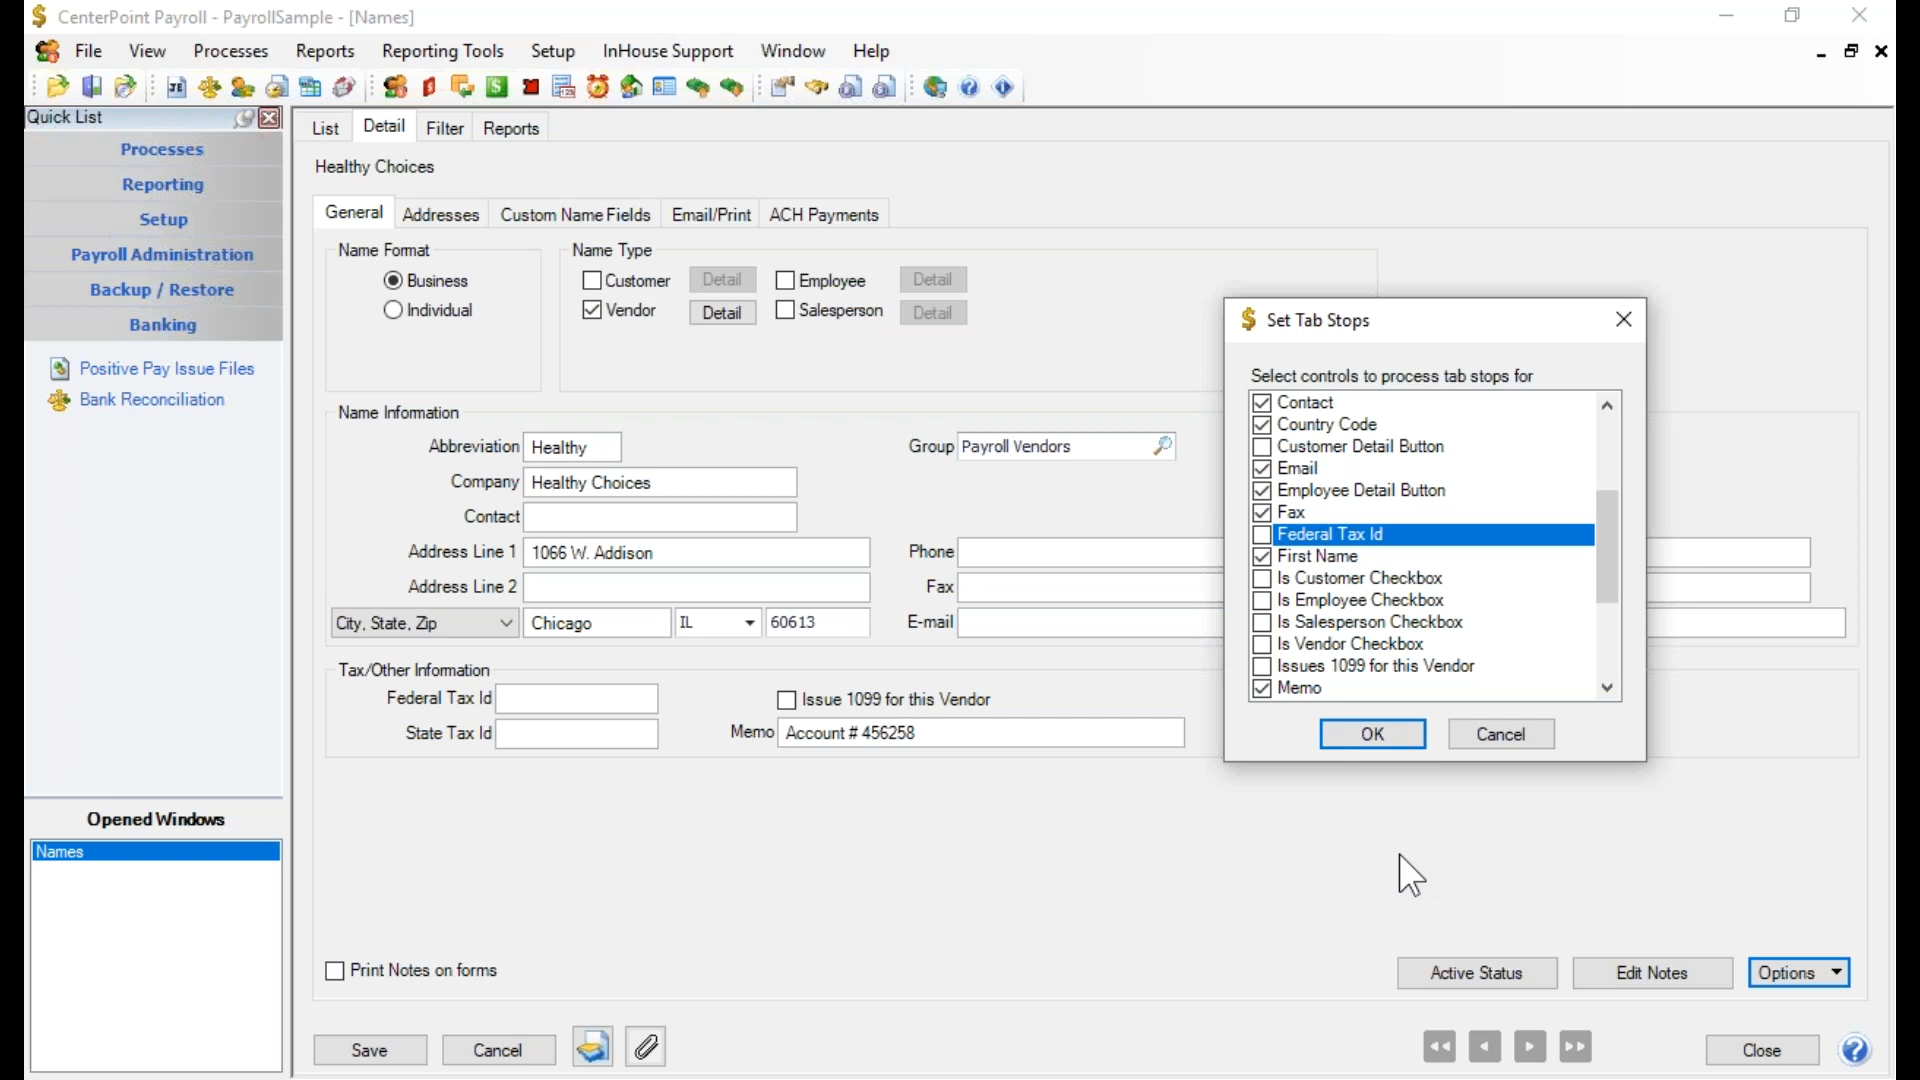 CenterPoint Payroll - PayrollSample - [Names]
File View Processes Reports Reporting Tools Setup InHouse Support Window Help
Quick List
Processes
Reporting
Setup
Payroll Administration
Backup / Restore
Banking
Positive Pay Issue Files
Bank Reconciliation
Opened Windows
Names
List Detail Filter Reports
Healthy Choices
General Addresses Custom Name Fields Email/Print ACH Payments
Name Format
Business
Individual
Name Type
Customer Detail Employee Detail
Vendor Detail Salesperson Detail
Name Information
Abbreviation Healthy Group Payroll Vendors
Company Healthy Choices
Contact
Address Line 1 1066 W. Addison Phone
Address Line 2 Fax
City, State, Zip Chicago IL 60613 E-mail
Tax/Other Information
Federal Tax Id Issue 1099 for this Vendor
State Tax Id Memo Account # 456258
Set Tab Stops
Select controls to process tab stops for
Contact
Country Code
Customer Detail Button
Email
Employee Detail Button
Fax
Federal Tax Id
First Name
Is Customer Checkbox
Is Employee Checkbox
Is Salesperson Checkbox
Is Vendor Checkbox
Issues 1099 for this Vendor
Memo
OK Cancel
Print Notes on forms Active Status Edit Notes Options
Save Cancel Close